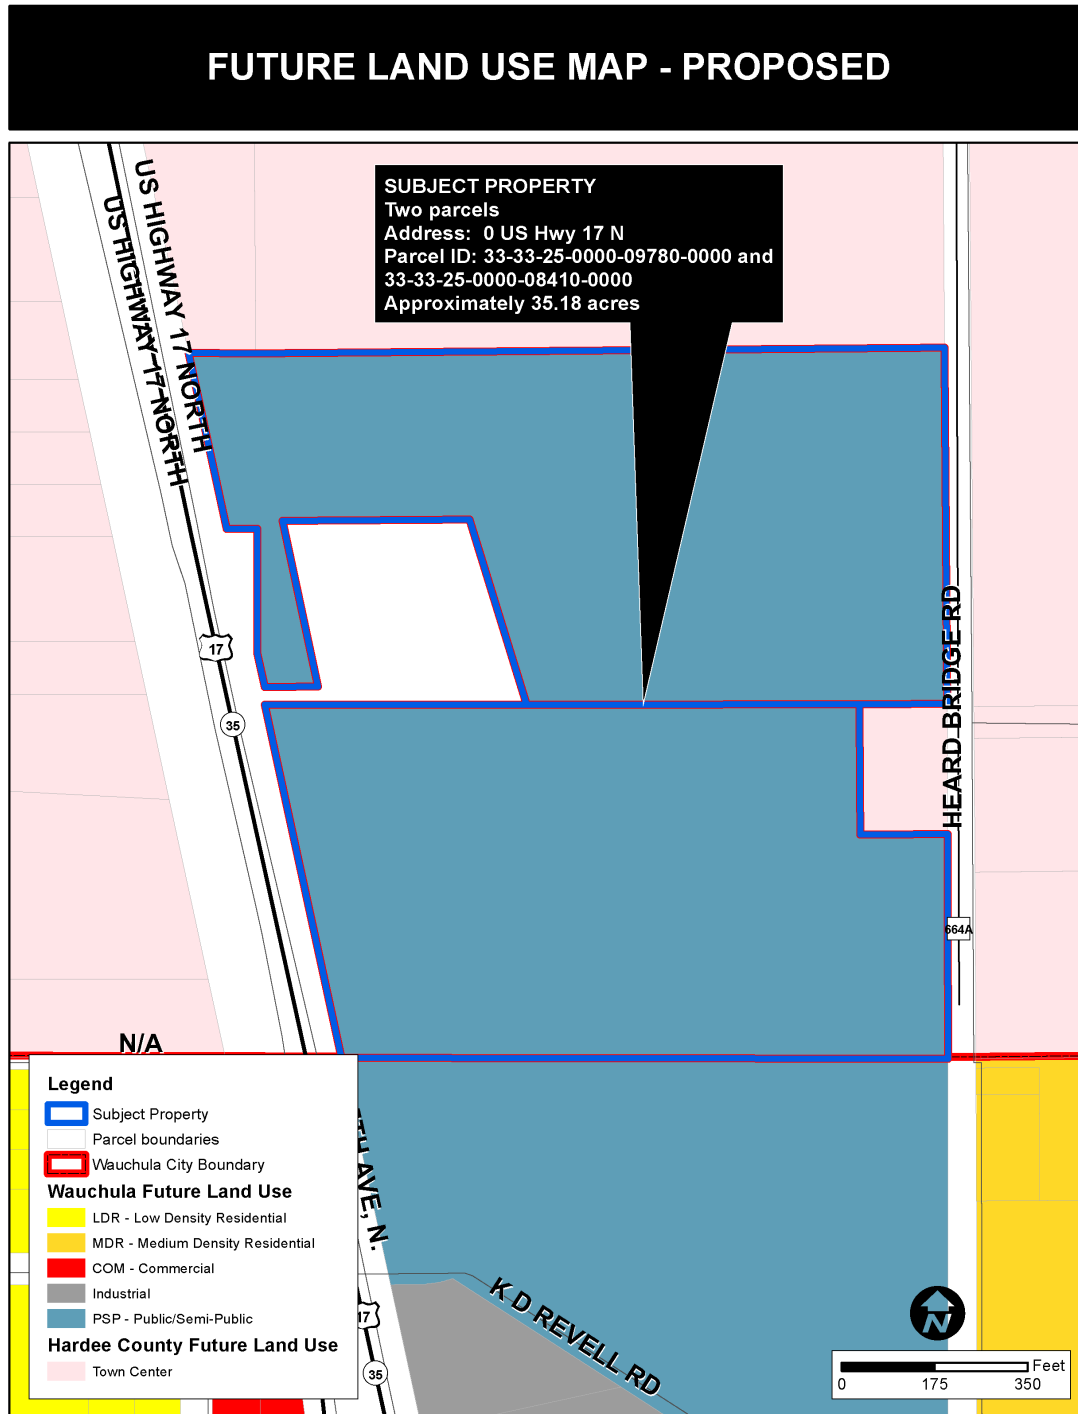 FUTURE LAND USE MAP - PROPOSED
US HIGHWAY 17 NORTH
US HIGHWAY 17 NORTH
SUBJECT PROPERTY
Two parcels
Address: 0 US Hwy 17 N
Parcel ID: 33-33-25-0000-09780-0000 and
33-33-25-0000-08410-0000
Approximately 35.18 acres
17
35
HEARD BRIDGE RD
664A
N/A
Legend
Subject Property
Parcel boundaries
Wauchula City Boundary
Wauchula Future Land Use
LDR - Low Density Residential
MDR - Medium Density Residential
COM - Commercial
Industrial
PSP - Public/Semi-Public
Hardee County Future Land Use
Town Center
TH AVE, N.
17
35
K D REVELL RD
N
Feet
0 175 350